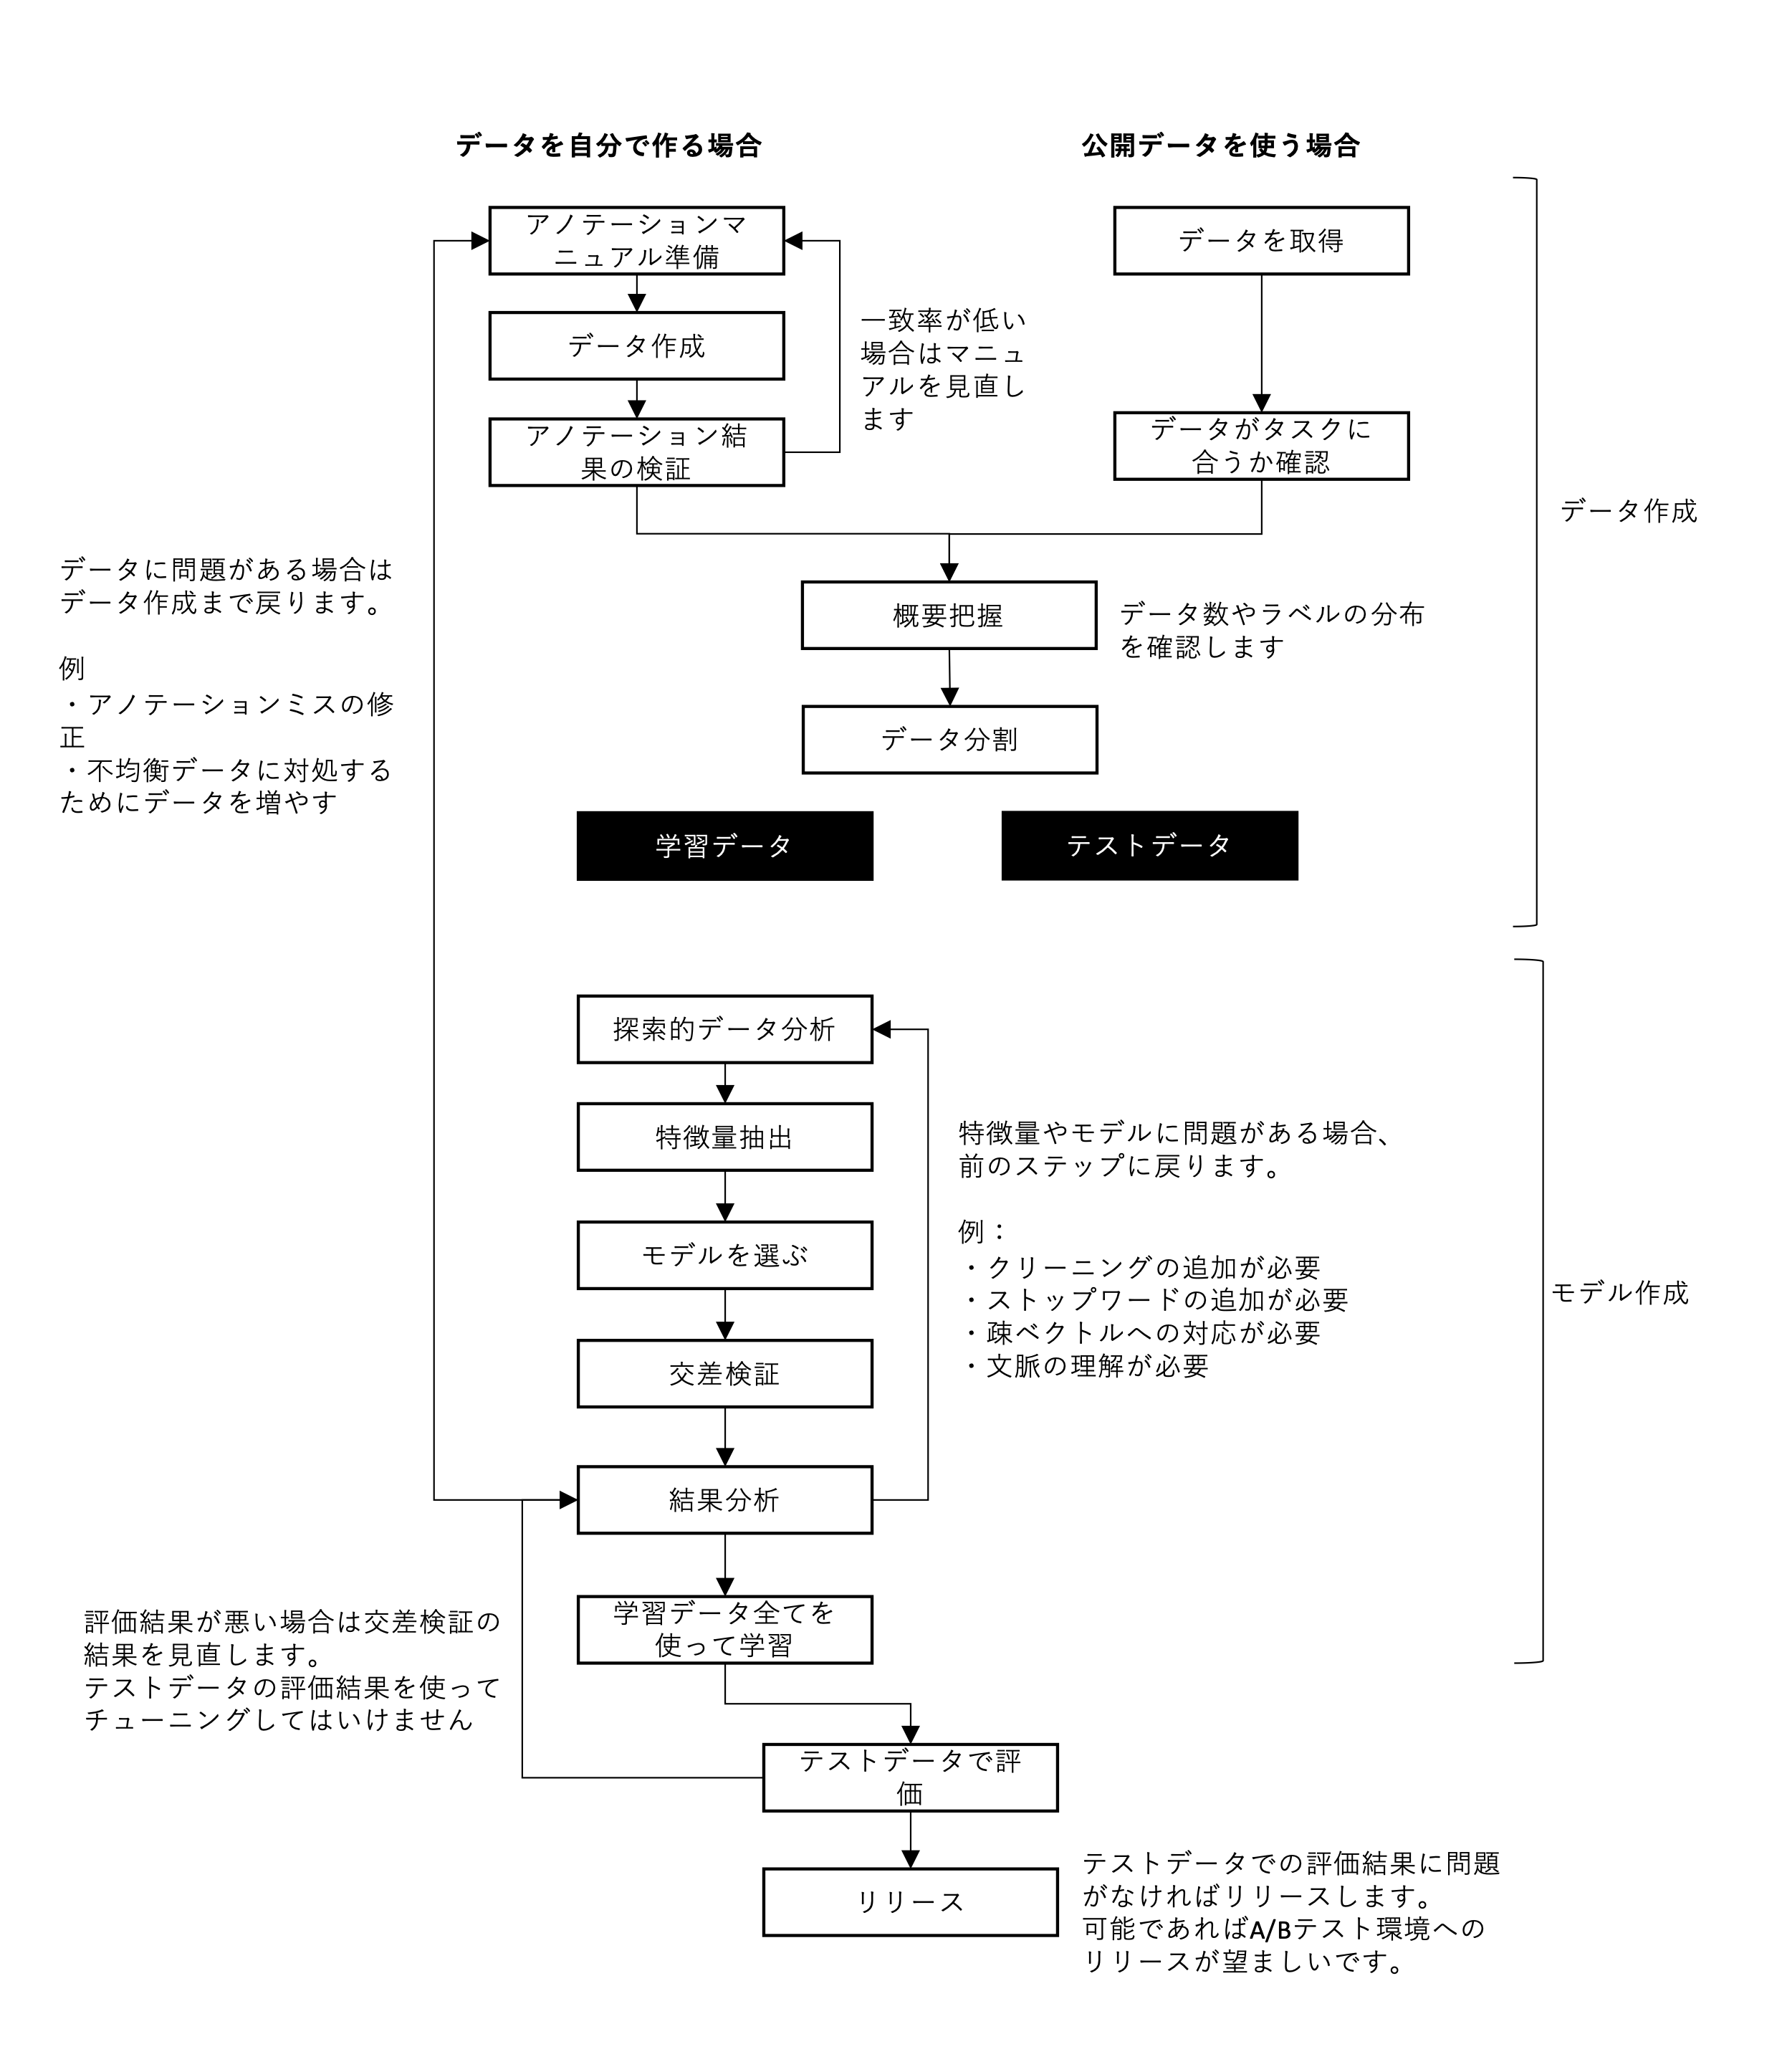 データを自分で作る場合
公開データを使う場合
アノテーションマ
ニュアル準備
データを取得
データ作成
一致率が低い
場合はマニュ
アルを見直し
ます
アノテーション結
果の検証
データがタスクに
合うか確認
データ作成
データに問題がある場合は
データ作成まで戻ります。
例
・アノテーションミスの修
正
・不均衡データに対処する
ためにデータを増やす
概要把握
データ数やラベルの分布
を確認します
データ分割
学習データ
テストデータ
探索的データ分析
特徴量抽出
モデルを選ぶ
交差検証
結果分析
特徴量やモデルに問題がある場合、
前のステップに戻ります。
例：
・クリーニングの追加が必要
・ストップワードの追加が必要
・疎ベクトルへの対応が必要
・文脈の理解が必要
モデル作成
学習データ全てを
使って学習
評価結果が悪い場合は交差検証の
結果を見直します。
テストデータの評価結果を使って
チューニングしてはいけません
テストデータで評
価
リリース
テストデータでの評価結果に問題
がなければリリースします。
可能であればA/Bテスト環境への
リリースが望ましいです。